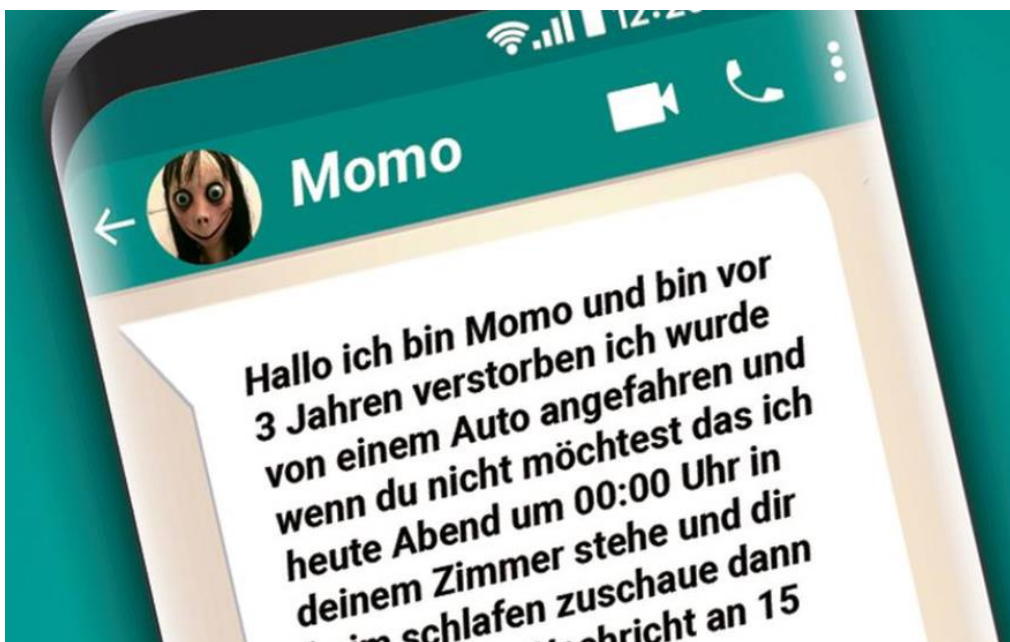 Momo
Hallo ich bin Momo und bin vor
3 Jahren verstorben ich wurde
von einem Auto angefahren und
wenn du nicht möchtest das ich
heute Abend um 00:00 Uhr in
deinem Zimmer stehe und dir
schlafen zuschaue dann
an 15